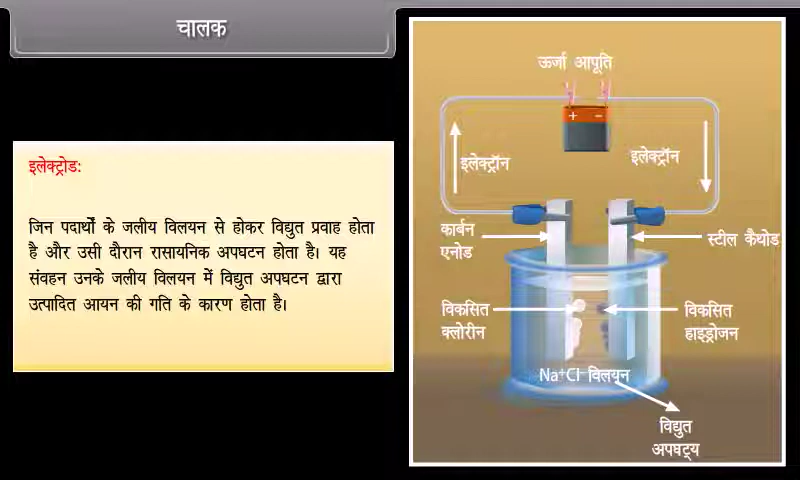 चालक
इलेक्ट्रोड:
जिन पदार्थों के जलीय विलयन से होकर विद्युत प्रवाह होता
है और उसी दौरान रासायनिक अपघटन होता है। यह
संवहन उनके जलीय विलयन में विद्युत अपघटन द्वारा
उत्पादित आयन की गति के कारण होता है।
ऊर्जा आपूति
+ −
इलेक्ट्रॉन
इलेक्ट्रॉन
कार्बन
एनोड
स्टील कैथोड
विकसित
क्लोरीन
विकसित
हाइड्रोजन
Na⁺Cl⁻विलयन
विद्युत
अपघट्य